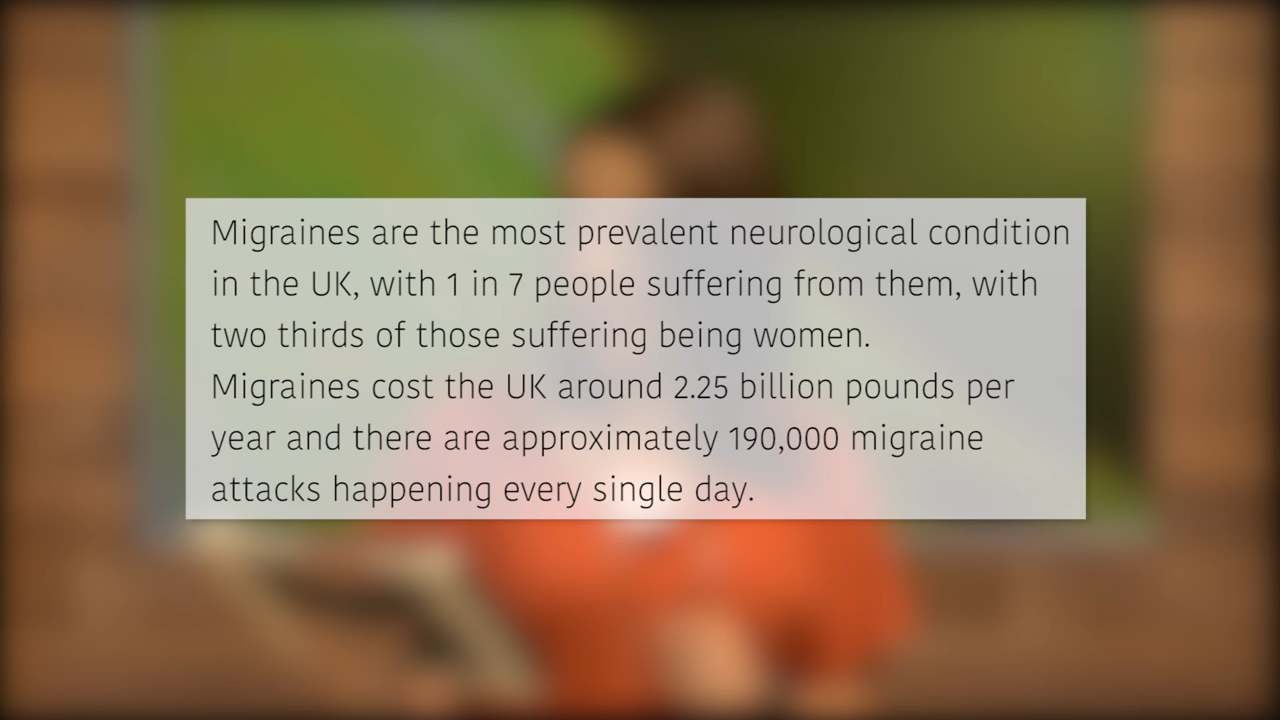 Migraines are the most prevalent neurological condition
in the UK, with 1 in 7 people suffering from them, with
two thirds of those suffering being women.
Migraines cost the UK around 2.25 billion pounds per
year and there are approximately 190,000 migraine
attacks happening every single day.